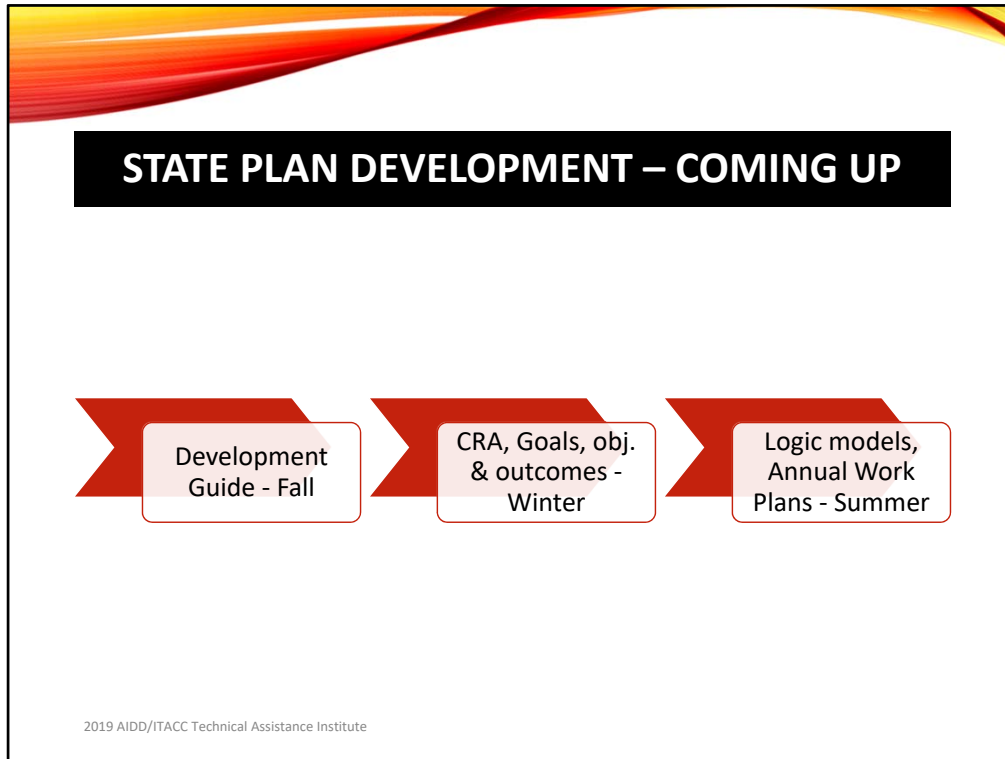 STATE PLAN DEVELOPMENT – COMING UP
Development
Guide - Fall
CRA, Goals, obj.
& outcomes -
Winter
Logic models,
Annual Work
Plans - Summer
2019 AIDD/ITACC Technical Assistance Institute